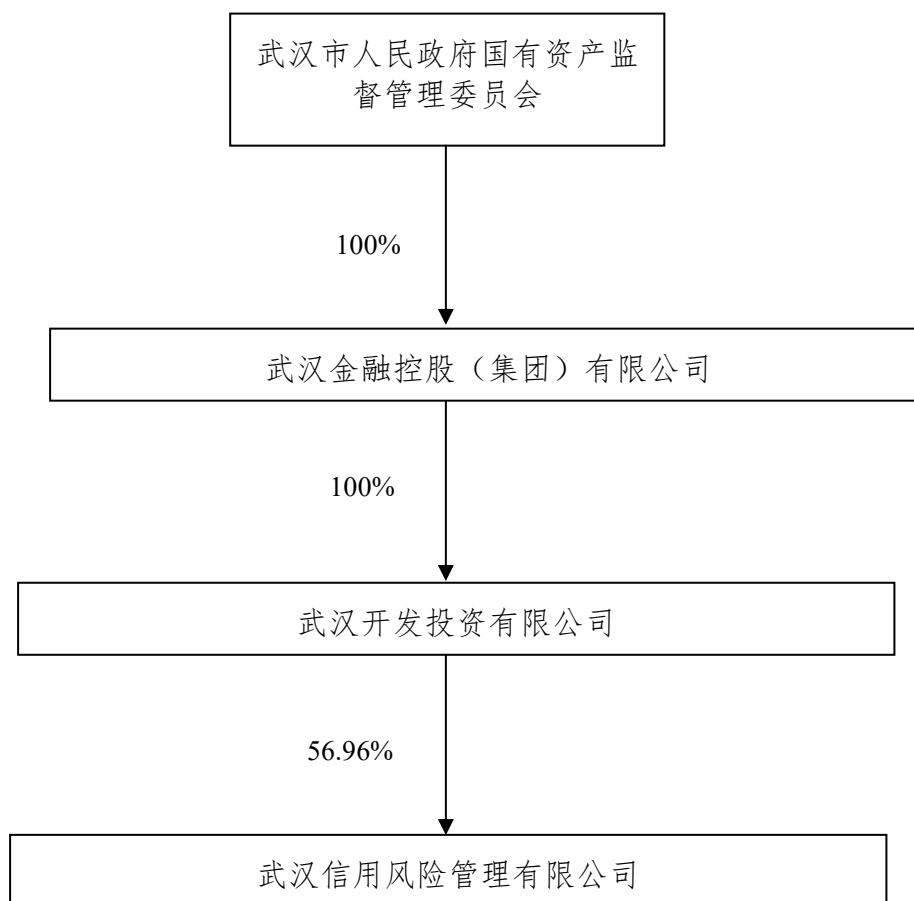 武汉市人民政府国有资产监
督管理委员会
100%
武汉金融控股（集团）有限公司
100%
武汉开发投资有限公司
56.96%
武汉信用风险管理有限公司